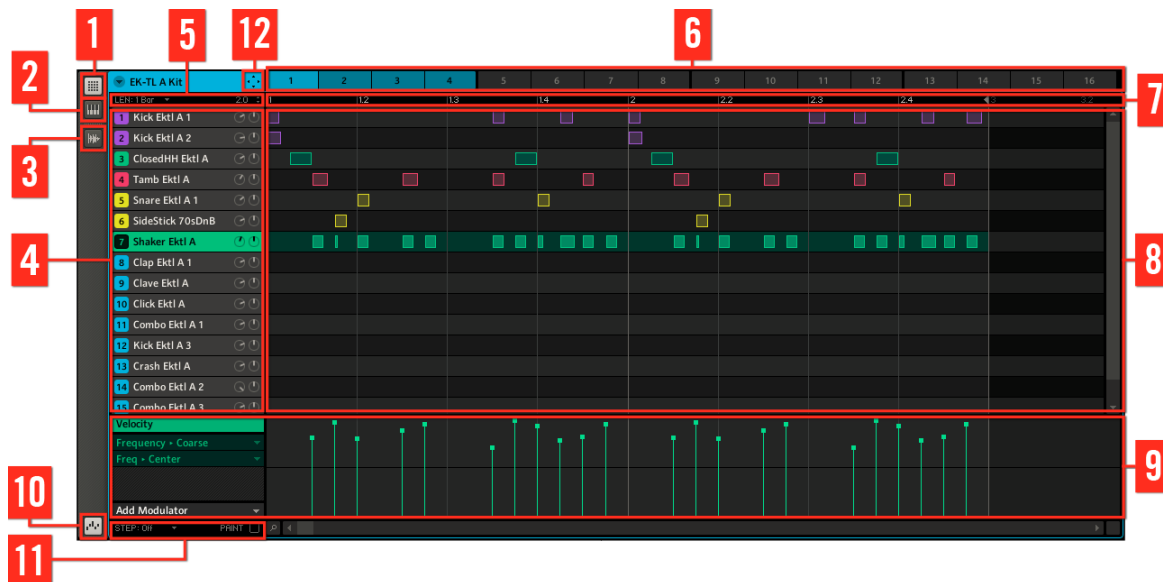 1
5
12
6
2
3
4
7
8
9
10
11
EK-TL A Kit
1 2 3 4 5 6 7 8 9 10 11 12 13 14 15 16
LEN: 1 Bar 2.0 1 1.2 1.3 1.4 2 2.2 2.3 2.4 3 3.2
1 Kick Ektl A 1
2 Kick Ektl A 2
3 ClosedHH Ektl A
4 Tamb Ektl A
5 Snare Ektl A 1
6 SideStick 70sDnB
7 Shaker Ektl A
8 Clap Ektl A 1
9 Clave Ektl A
10 Click Ektl A
11 Combo Ektl A 1
12 Kick Ektl A 3
13 Crash Ektl A
14 Combo Ektl A 2
15 Combo Ektl A 3
Velocity
Frequency • Coarse
Freq • Center
Add Modulator
STEP: Off PAINT